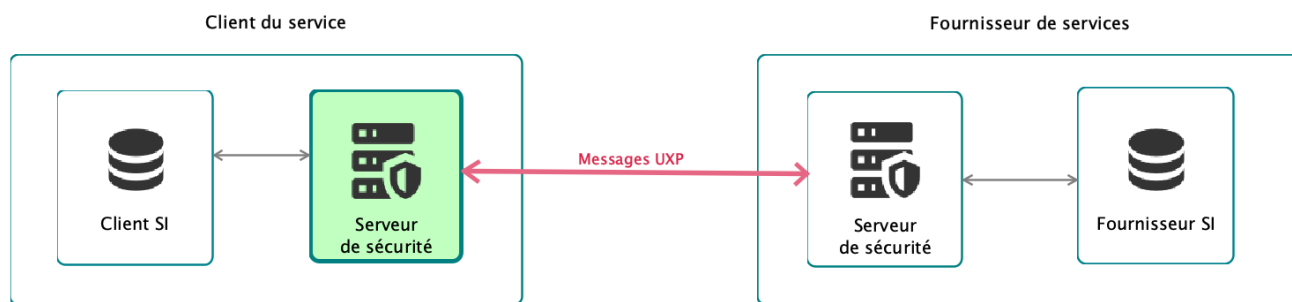 Client du service
Fournisseur de services
Messages UXP
Client SI
Serveur
de sécurité
Serveur
de sécurité
Fournisseur SI